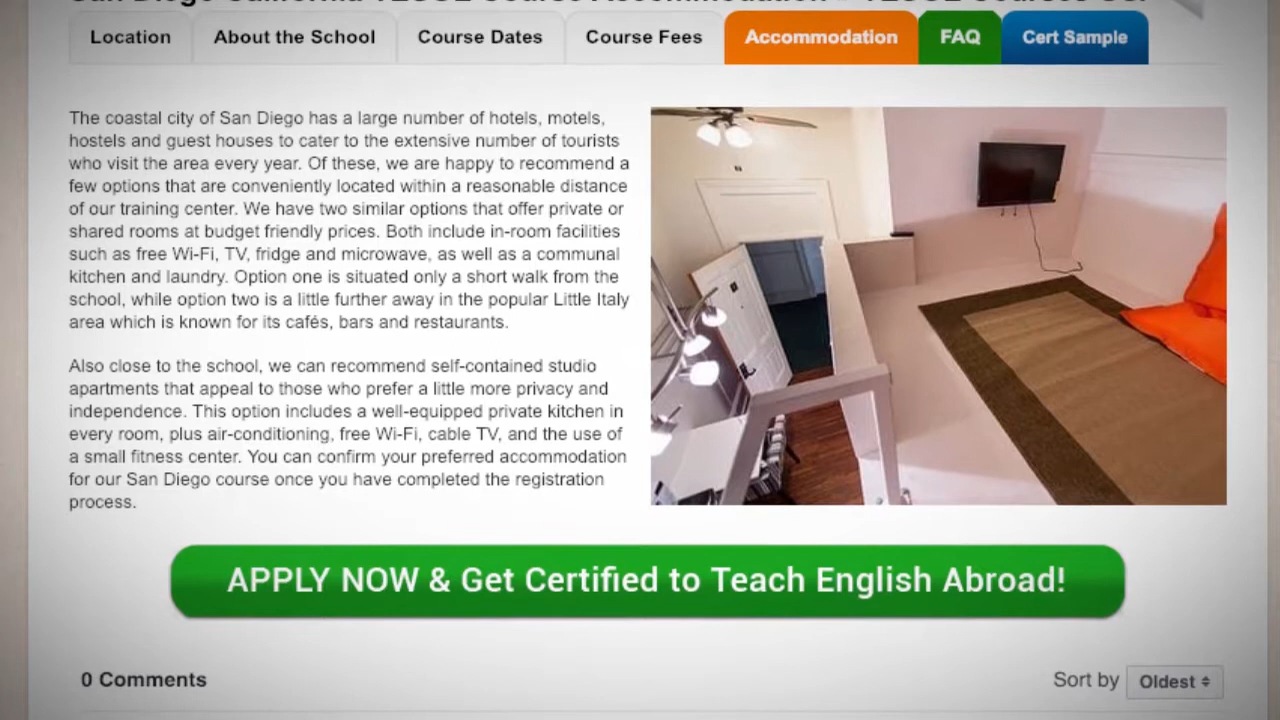 San Diego California TESOL Course Accommodation - TESOL Courses USA
Location
About the School
Course Dates
Course Fees
Accommodation
FAQ
Cert Sample
The coastal city of San Diego has a large number of hotels, motels,
hostels and guest houses to cater to the extensive number of tourists
who visit the area every year. Of these, we are happy to recommend a
few options that are conveniently located within a reasonable distance
of our training center. We have two similar options that offer private or
shared rooms at budget friendly prices. Both include in-room facilities
such as free Wi-Fi, TV, fridge and microwave, as well as a communal
kitchen and laundry. Option one is situated only a short walk from the
school, while option two is a little further away in the popular Little Italy
area which is known for its cafés, bars and restaurants.
Also close to the school, we can recommend self-contained studio
apartments that appeal to those who prefer a little more privacy and
independence. This option includes a well-equipped private kitchen in
every room, plus air-conditioning, free Wi-Fi, cable TV, and the use of
a small fitness center. You can confirm your preferred accommodation
for our San Diego course once you have completed the registration
process.
APPLY NOW & Get Certified to Teach English Abroad!
0 Comments
Sort by
Oldest